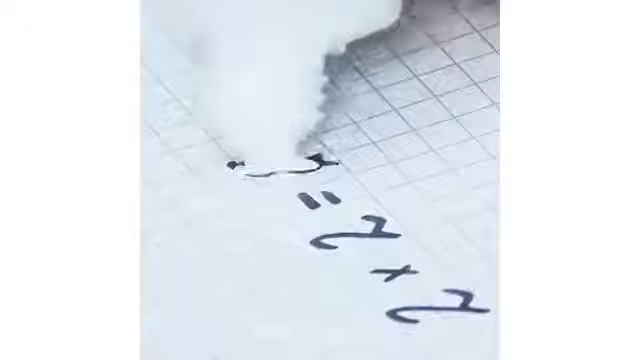 2 × 2 =